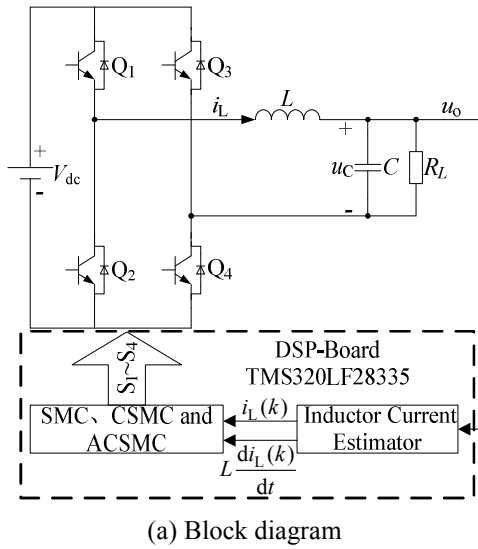 Q1
Q3
iL
L
+
uo
+
Vdc
-
uC
C
RL
-
Q2
Q4
S1~S4
DSP-Board
TMS320LF28335
SMC、CSMC and
ACSMC
iL(k)
L diL(k)/dt
Inductor Current
Estimator
(a) Block diagram